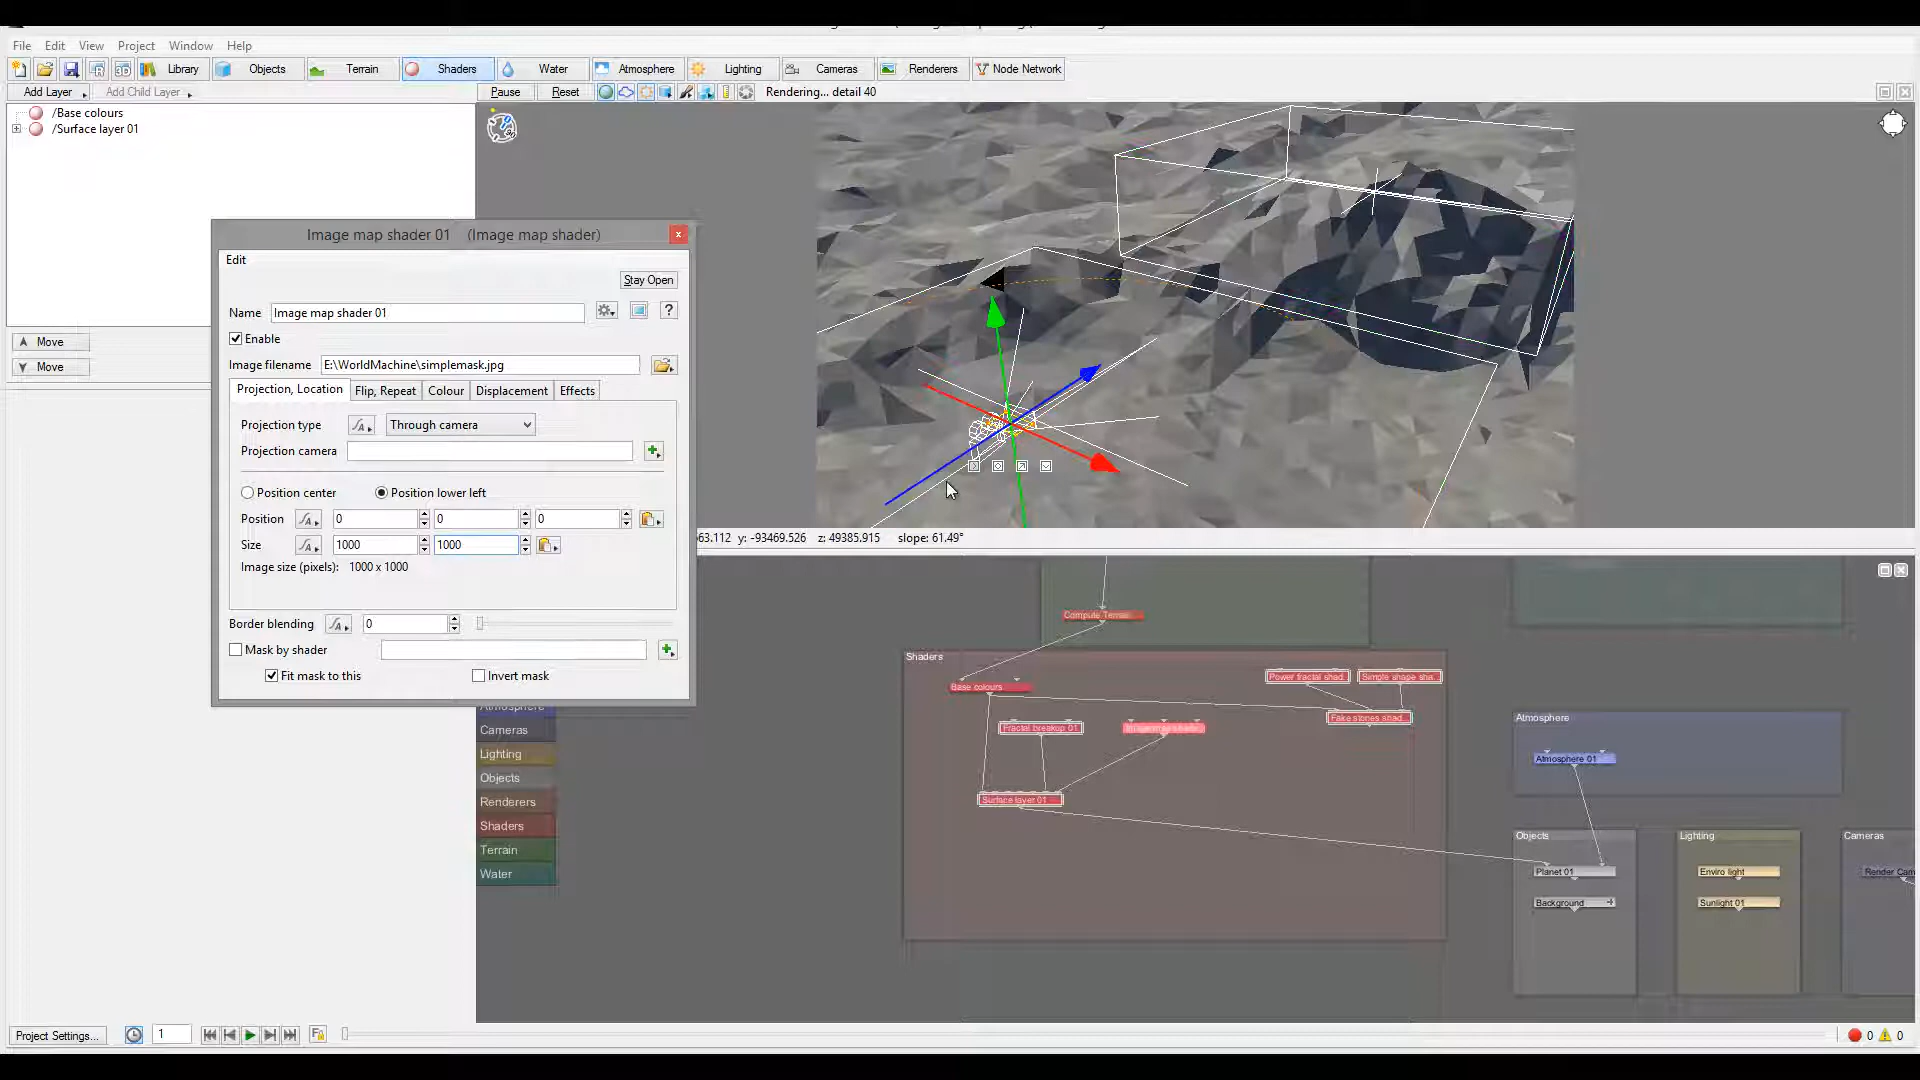 File Edit View Project Window Help
Library Objects Terrain Shaders Water Atmosphere Lighting Cameras Renderers Node Network
Add Layer Add Child Layer Pause Reset Rendering... detail 40
/Base colours
/Surface layer 01
Move
Move
Image map shader 01 (Image map shader)
Edit
Stay Open
Name Image map shader 01
?
Enable
Image filename E:\WorldMachine\simplemask.jpg
Projection, Location Flip, Repeat Colour Displacement Effects
Projection type Through camera
Projection camera
Position center Position lower left
Position 0 0 0
Size 1000 1000
Image size (pixels): 1000 x 1000
Border blending 0
Mask by shader
Fit mask to this Invert mask
63.112 y: -93469.526 z: 49385.915 slope: 61.49°
Atmosphere
Cameras
Lighting
Objects
Renderers
Shaders
Terrain
Water
Compute Terrain
Shaders
Base colours
Power fractal shad... Simple shape sha...
Fake stones shad...
Fractal breakup 01
Image map shade...
Surface layer 01
Atmosphere
Atmosphere 01
Objects
Planet 01
Background
Lighting
Enviro light
Sunlight 01
Cameras
Render Cam
Project Settings... 1 0 0